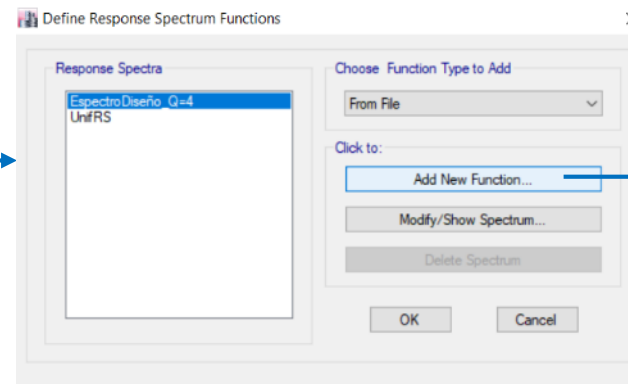 Define Response Spectrum Functions
Response Spectra
EspectroDiseño_Q=4
UnifRS
Choose Function Type to Add
From File
Click to:
Add New Function...
Modify/Show Spectrum...
Delete Spectrum
OK
Cancel